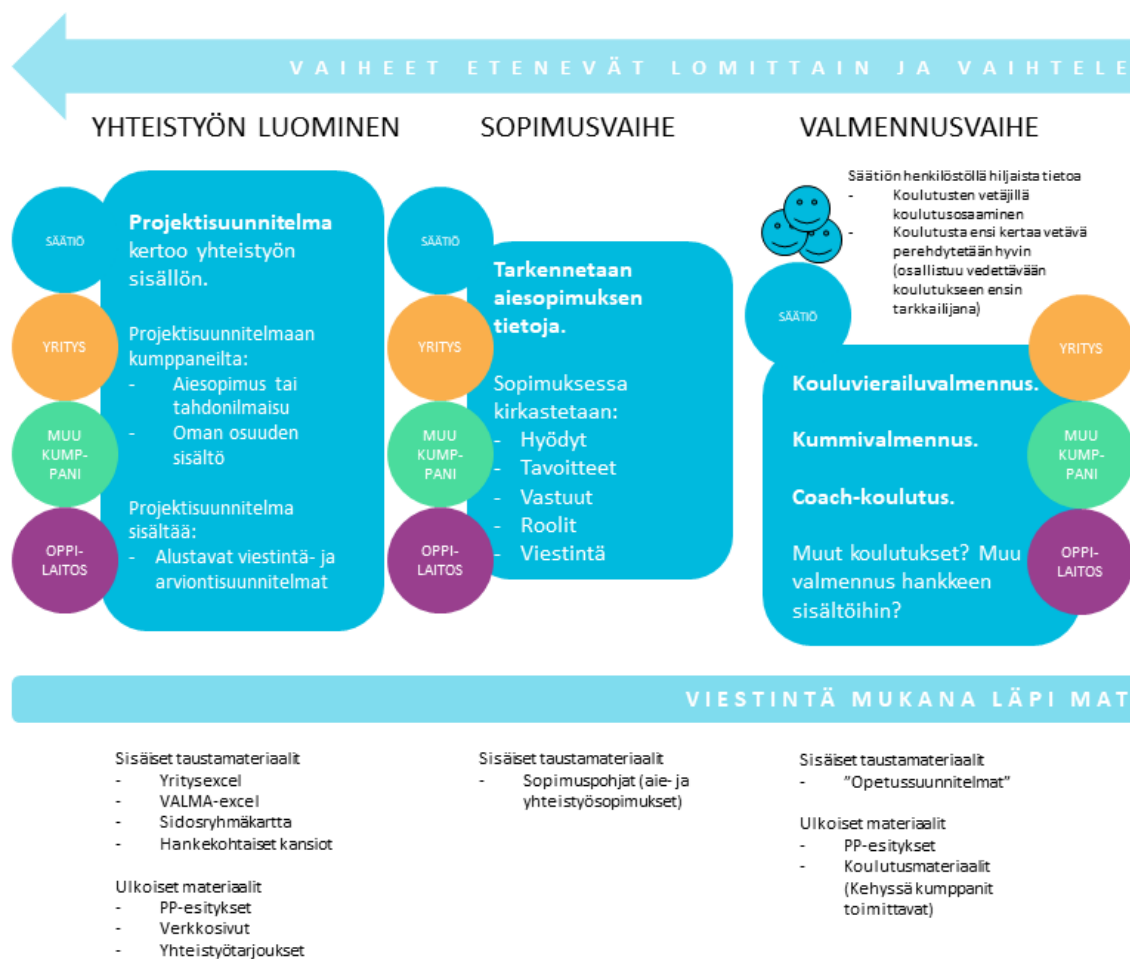 VAIHEET ETENEVÄT LOMITTAIN JA VAIHTELE
YHTEISTYÖN LUOMINEN
SÄÄTIÖ
YRITYS
MUU
KUMP-
PANI
OPPI-
LAITOS
Projektisuunnitelma
kertoo yhteistyön
sisällön.
Projektisuunnitelmaan
kumppaneilta:
- Aiesopimus tai
tahdonilmaisu
- Oman osuuden
sisältö
Projektisuunnitelma
sisältää:
- Alustavat viestintä- ja
arviontisuunnitelmat
SOPIMUSVAIHE
SÄÄTIÖ
YRITYS
MUU
KUMP-
PANI
OPPI-
LAITOS
Tarkennetaan
aiesopimuksen
tietoja.
Sopimuksessa
kirkastetaan:
- Hyödyt
- Tavoitteet
- Vastuut
- Roolit
- Viestintä
VALMENNUSVAIHE
Säätiön henkilöstöllä hiljaista tietoa
- Koulutusten vetäjillä
koulutusosaaminen
- Koulutusta ensi kertaa vetävä
perehdytetään hyvin
(osallistuu vedettävään
koulutukseen ensin
tarkkailijana)
SÄÄTIÖ
YRITYS
MUU
KUMP-
PANI
OPPI-
LAITOS
Kouluvierailuvalmennus.
Kummivalmennus.
Coach-koulutus.
Muut koulutukset? Muu
valmennus hankkeen
sisältöihin?
VIESTINTÄ MUKANA LÄPI MAT
Sisäiset taustamateriaalit
- Yritysexcel
- VALMA-excel
- Sidosryhmäkartta
- Hankekohtaiset kansiot
Ulkoiset materiaalit
- PP-esitykset
- Verkkosivut
- Yhteistyötarjoukset
Sisäiset taustamateriaalit
- Sopimuspohjat (aie- ja
yhteistyösopimukset)
Sisäiset taustamateriaalit
- ”Opetussuunnitelmat”
Ulkoiset materiaalit
- PP-esitykset
- Koulutusmateriaalit
(Kehyssä kumppanit
toimittavat)